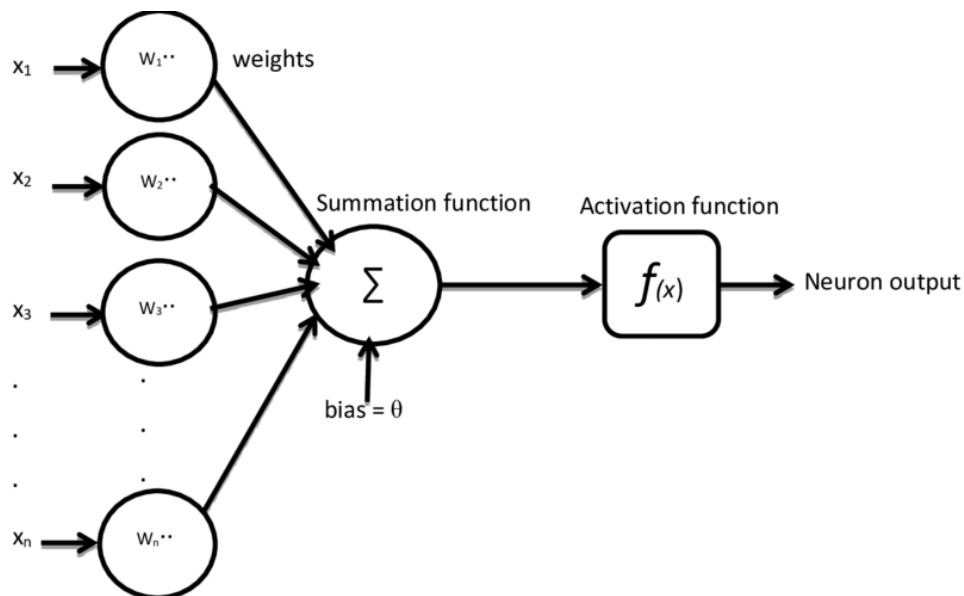 x₁
W₁..
weights
x₂
W₂..
Summation function
Activation function
Σ
f(x)
Neuron output
x₃
W₃..
bias = θ
xₙ
Wₙ..